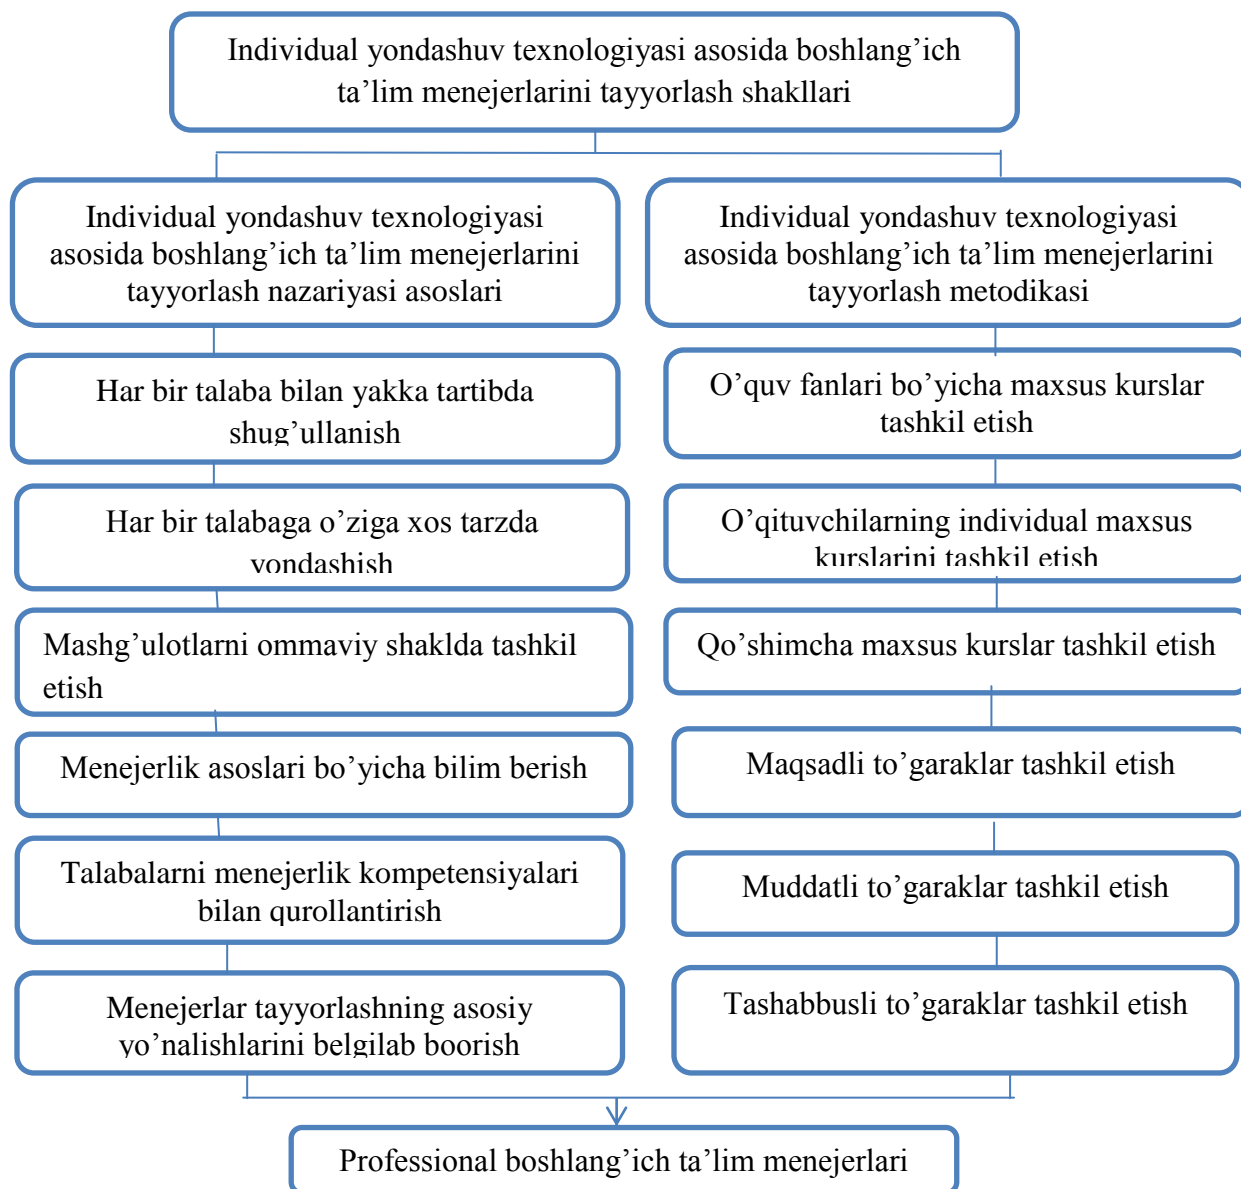 Individual yondashuv texnologiyasi asosida boshlang’ich
ta’lim menejerlarini tayyorlash shakllari
Individual yondashuv texnologiyasi
asosida boshlang’ich ta’lim menejerlarini
tayyorlash nazariyasi asoslari
Har bir talaba bilan yakka tartibda
shug’ullanish
Har bir talabaga o’ziga xos tarzda
yondashish
Mashg’ulotlarni ommaviy shaklda tashkil
etish
Menejerlik asoslari bo’yicha bilim berish
Talabalarni menejerlik kompetensiyalari
bilan qurollantirish
Menejerlar tayyorlashning asosiy
yo’nalishlarini belgilab boorish
Individual yondashuv texnologiyasi
asosida boshlang’ich ta’lim menejerlarini
tayyorlash metodikasi
O’quv fanlari bo’yicha maxsus kurslar
tashkil etish
O’qituvchilarning individual maxsus
kurslarini tashkil etish
Qo’shimcha maxsus kurslar tashkil etish
Maqsadli to’garaklar tashkil etish
Muddatli to’garaklar tashkil etish
Tashabbusli to’garaklar tashkil etish
Professional boshlang’ich ta’lim menejerlari